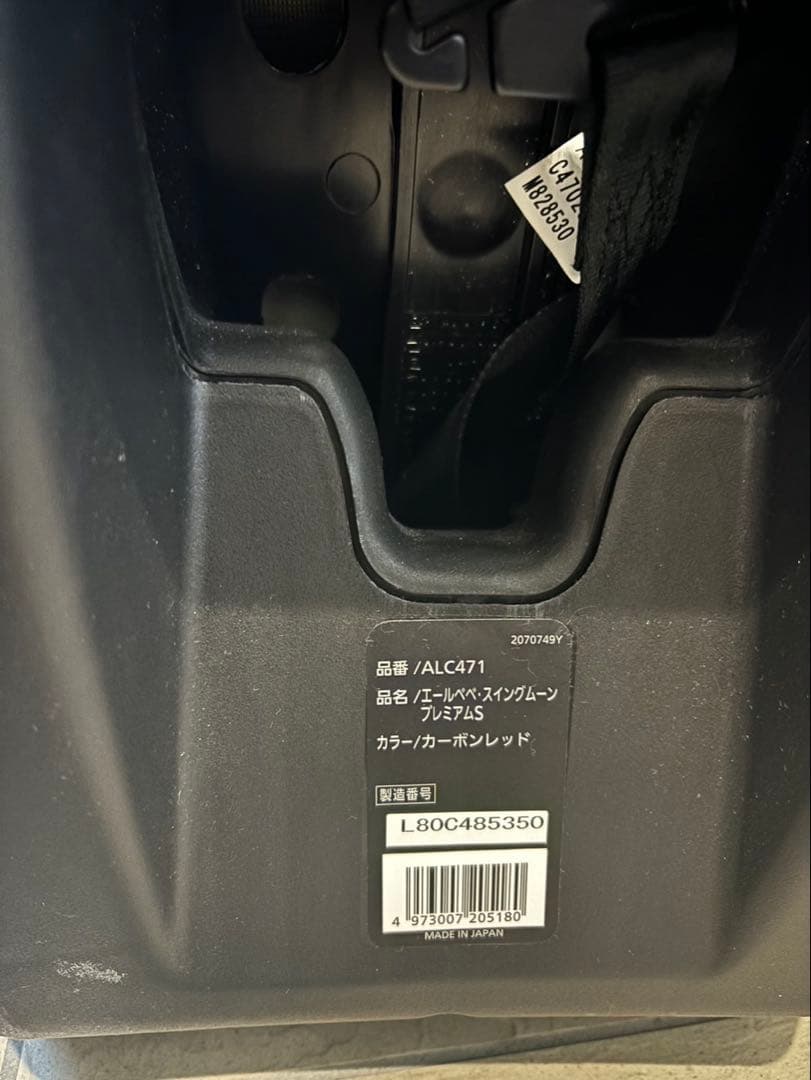 C4702
M828530
2070749Y
品番/ALC471
品名/エールベベ・スイングムーン
プレミアムS
カラー/カーボンレッド
製造番号
L80C485350
4 973007 205180
MADE IN JAPAN